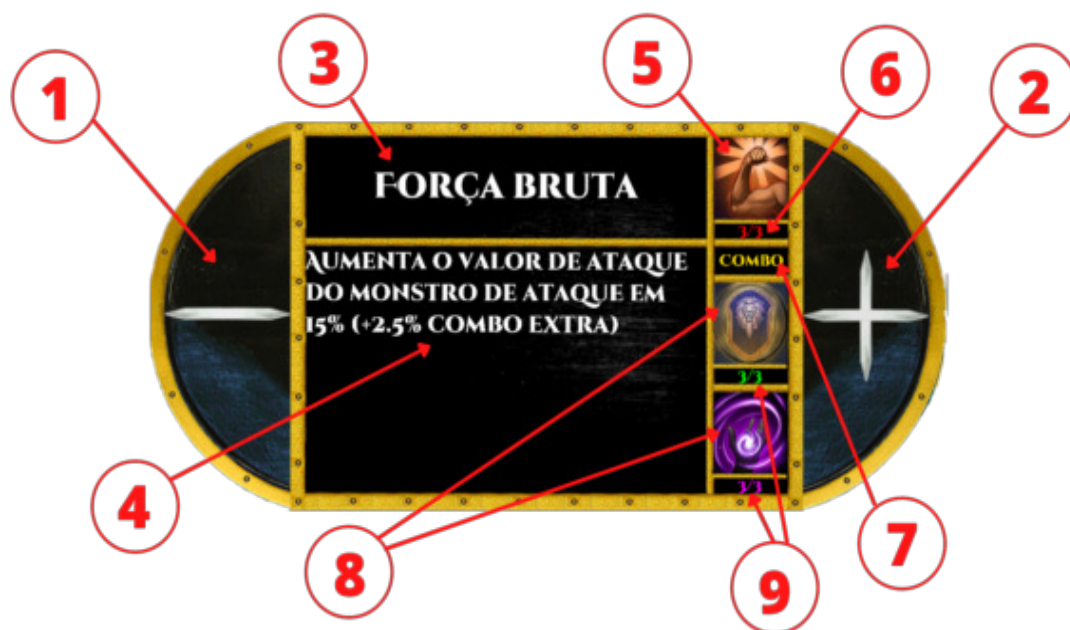 1
3
5
6
2
FORÇA BRUTA
3/3
AUMENTA O VALOR DE ATAQUE
DO MONSTRO DE ATAQUE EM
15% (+2.5% COMBO EXTRA)
COMBO
3/3
3/3
4
8
9
7